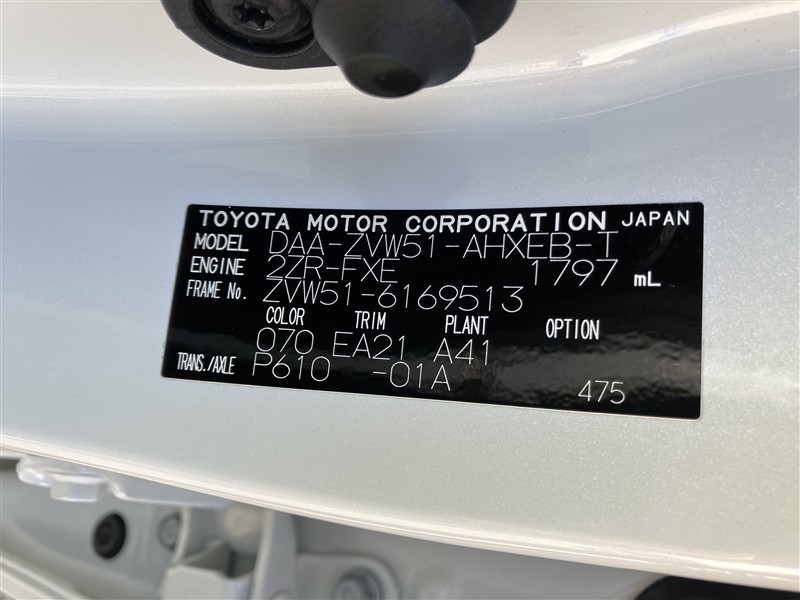 TOYOTA MOTOR CORPORATION JAPAN
MODEL DAA-ZVW51-AHXEB-T
ENGINE 2ZR-FXE 1797 mL
FRAME No. ZVW51-6169513
COLOR TRIM PLANT OPTION
070 EA21 A41
TRANS./AXLE P610 -01A
475